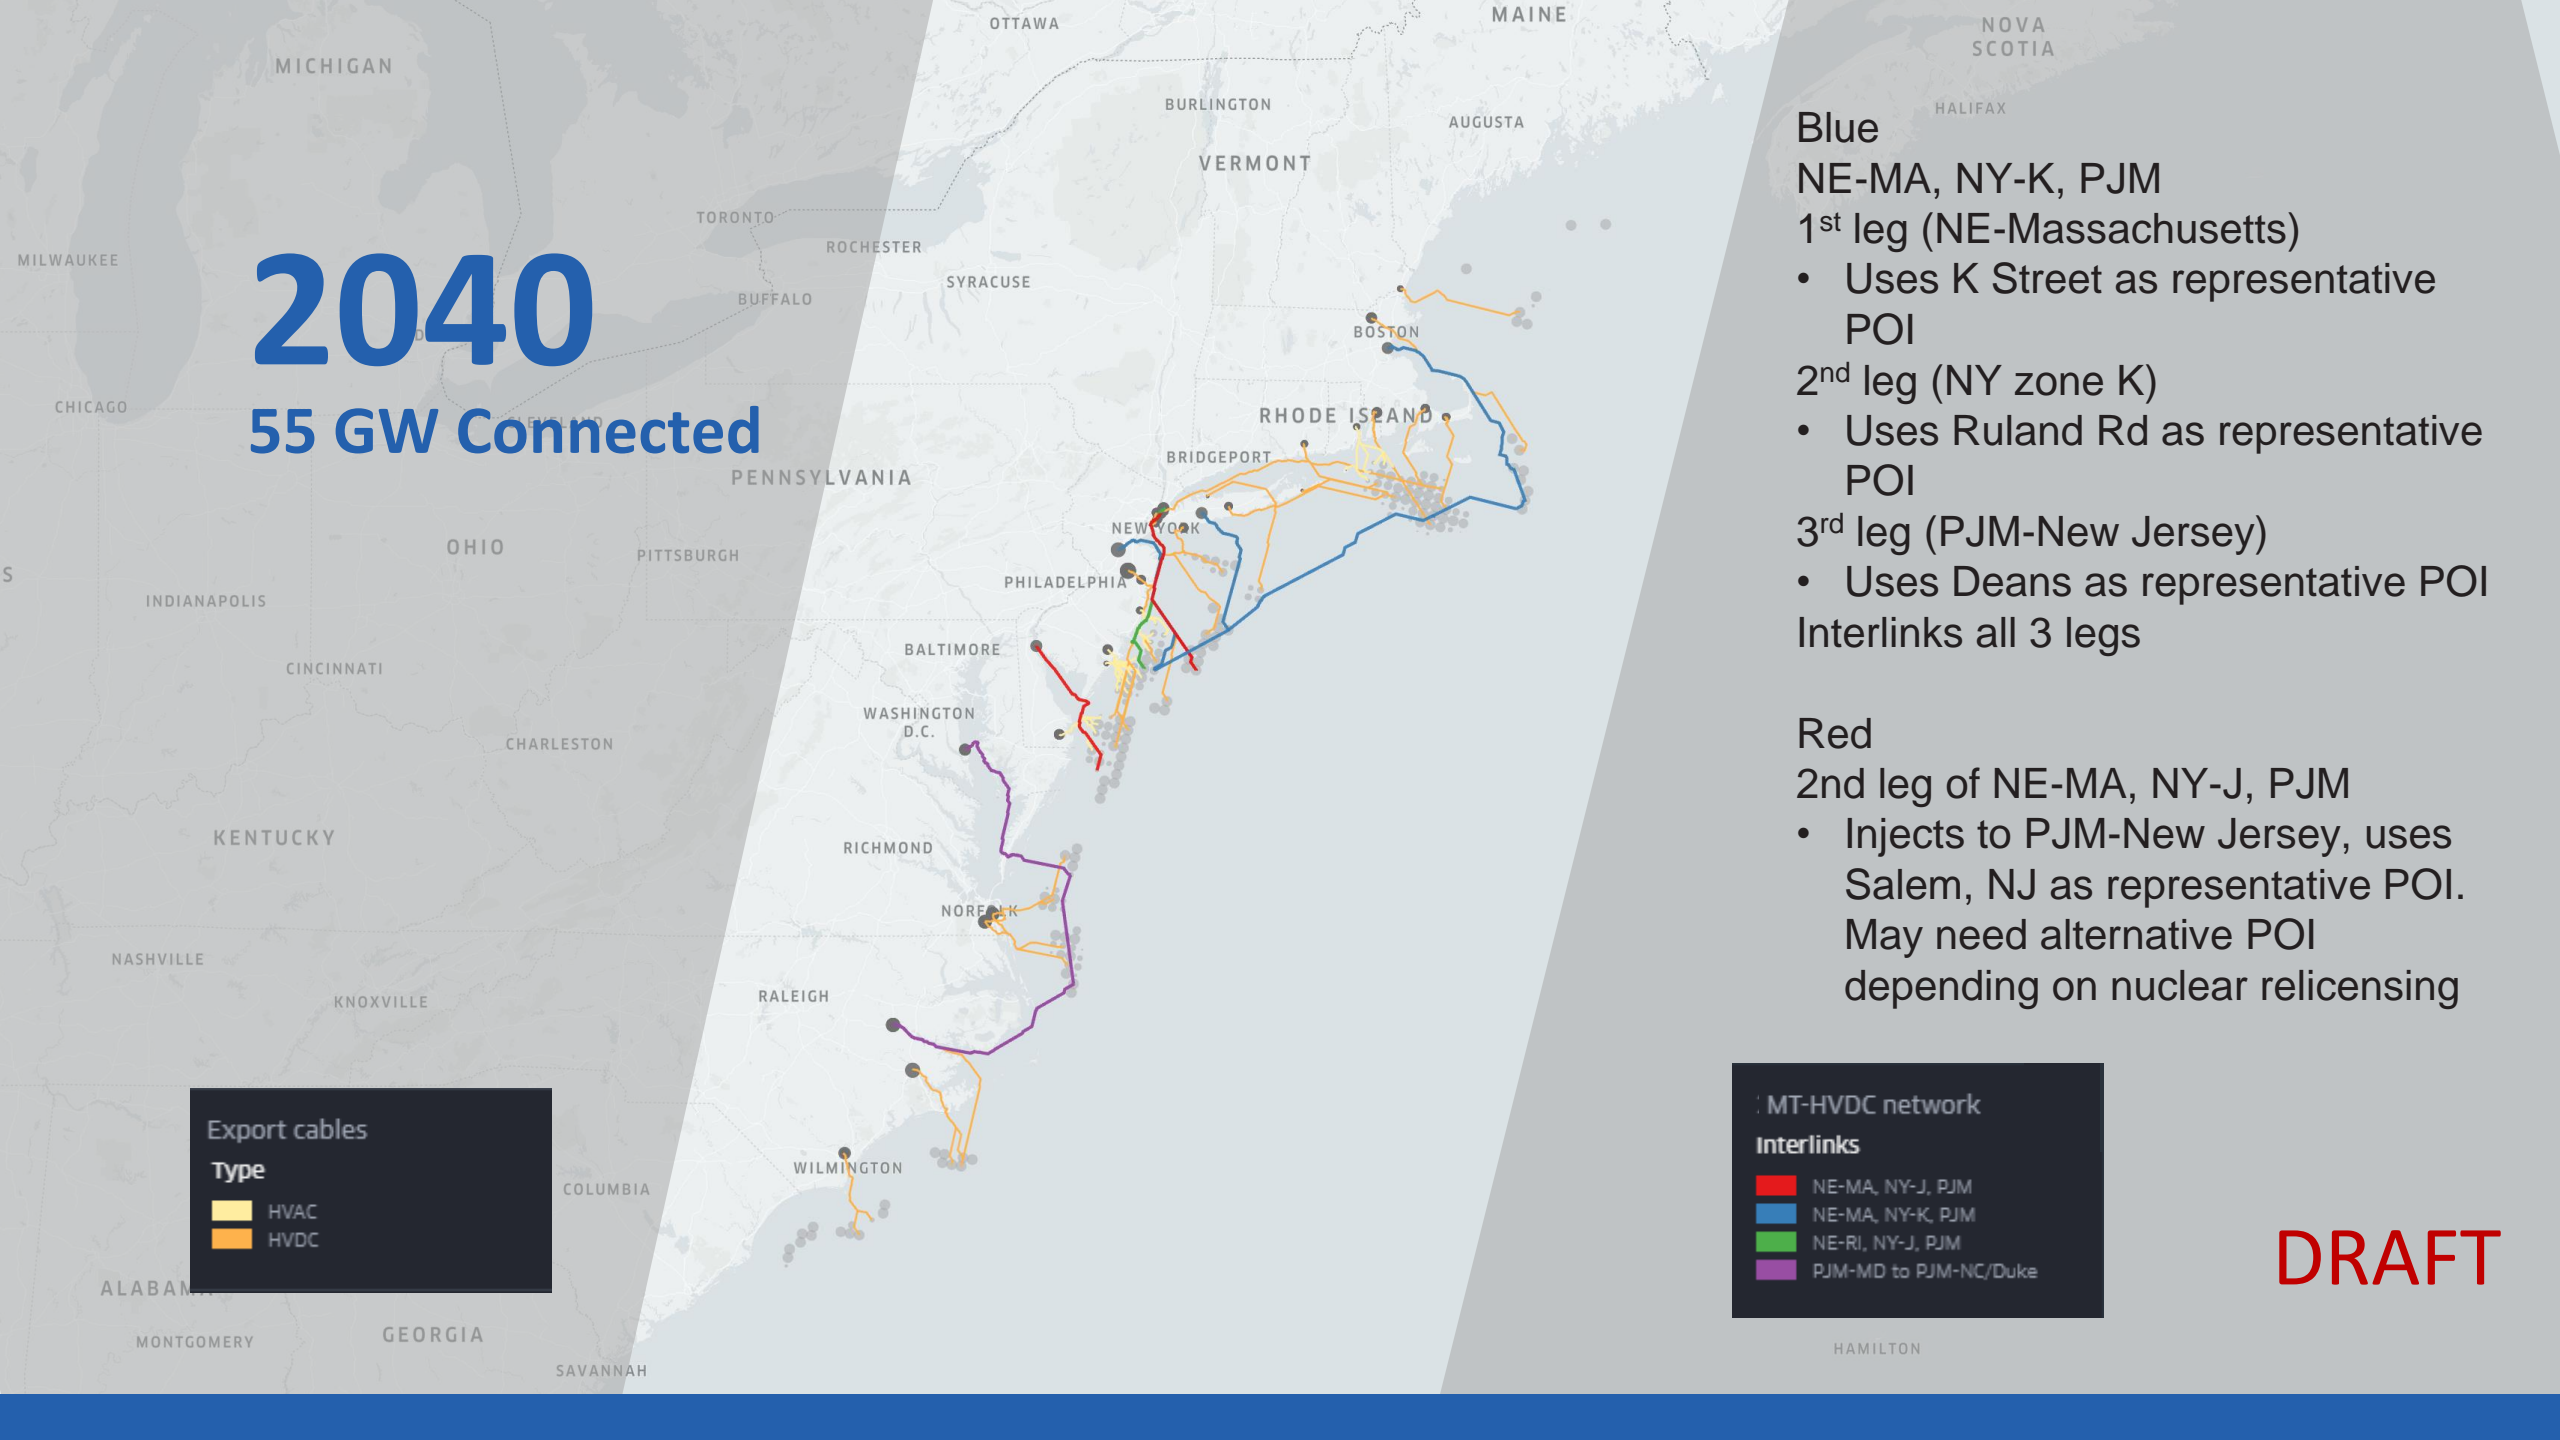 2040
55 GW Connected
Blue
NE-MA, NY-K, PJM
1st leg (NE-Massachusetts)
• Uses K Street as representative
POI
2nd leg (NY zone K)
• Uses Ruland Rd as representative
POI
3rd leg (PJM-New Jersey)
• Uses Deans as representative POI
Interlinks all 3 legs
Red
2nd leg of NE-MA, NY-J, PJM
• Injects to PJM-New Jersey, uses
Salem, NJ as representative POI.
May need alternative POI
depending on nuclear relicensing
DRAFT
Export cables
Type
HVAC
HVDC
MT-HVDC network
Interlinks
NE-MA, NY-J, PJM
NE-MA, NY-K, PJM
NE-RI, NY-J, PJM
PJM-MD to PJM-NC/Duke
OTTAWA
MAINE
NOVA
SCOTIA
MICHIGAN
BURLINGTON
HALIFAX
AUGUSTA
VERMONT
TORONTO
ROCHESTER
MILWAUKEE
SYRACUSE
BUFFALO
BOSTON
CHICAGO
CLEVELAND
RHODE ISLAND
BRIDGEPORT
PENNSYLVANIA
NEW YORK
OHIO
PITTSBURGH
PHILADELPHIA
INDIANAPOLIS
BALTIMORE
CINCINNATI
WASHINGTON
D.C.
CHARLESTON
KENTUCKY
RICHMOND
NORFOLK
NASHVILLE
RALEIGH
KNOXVILLE
WILMINGTON
COLUMBIA
ALABAMA
MONTGOMERY
GEORGIA
HAMILTON
SAVANNAH